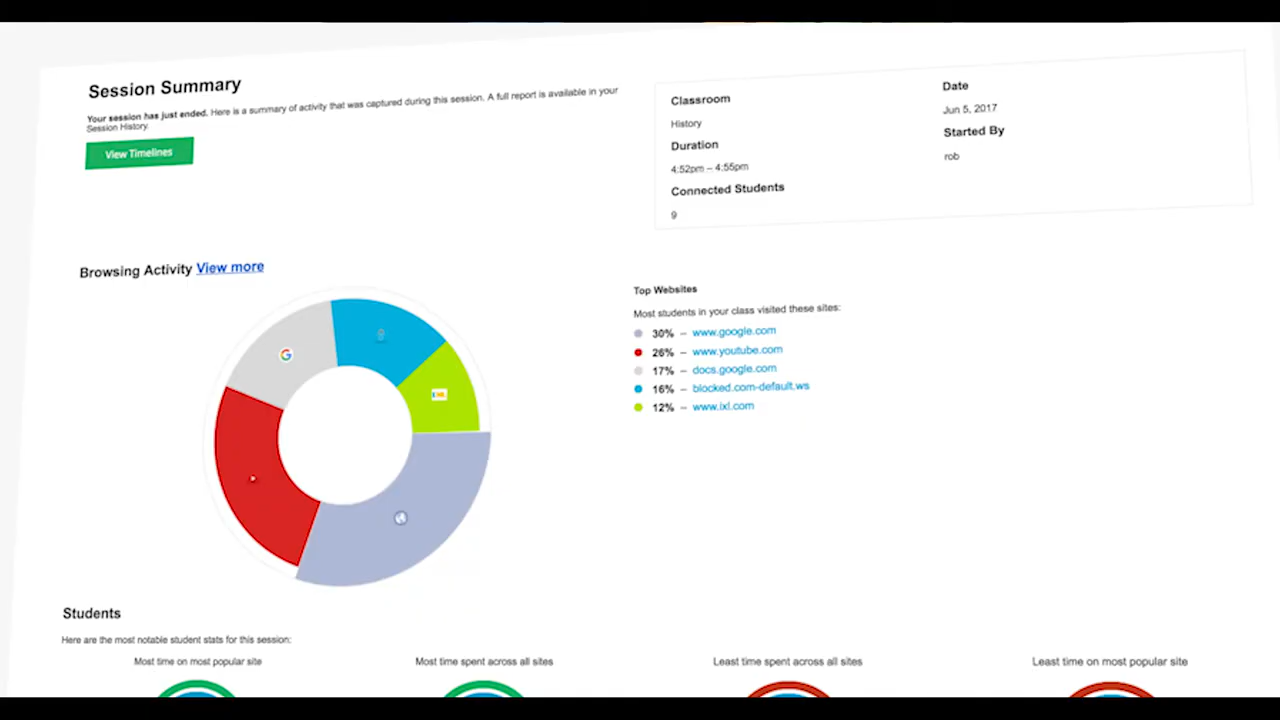 Session Summary
Your session has just ended. Here is a summary of activity that was captured during this session. A full report is available in your
Session History.
View Timelines
Classroom
History
Duration
4:52pm – 4:55pm
Connected Students
9
Date
Jun 5, 2017
Started By
rob
Browsing Activity View more
Top Websites
Most students in your class visited these sites:
30% – www.google.com
26% – www.youtube.com
17% – docs.google.com
16% – blocked.com-default.ws
12% – www.ixl.com
G
Students
Here are the most notable student stats for this session:
Most time on most popular site
Most time spent across all sites
Least time spent across all sites
Least time on most popular site